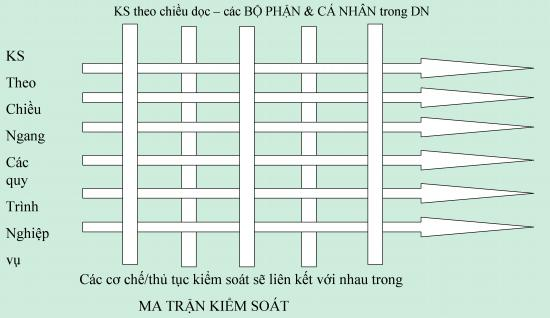 KS theo chiều dọc – các BỘ PHẬN & CÁ NHÂN trong DN
KS
Theo
Chiều
Ngang
Các
quy
Trình
Nghiệp
vụ
Các cơ chế/thủ tục kiểm soát sẽ liên kết với nhau trong
MA TRẬN KIỂM SOÁT